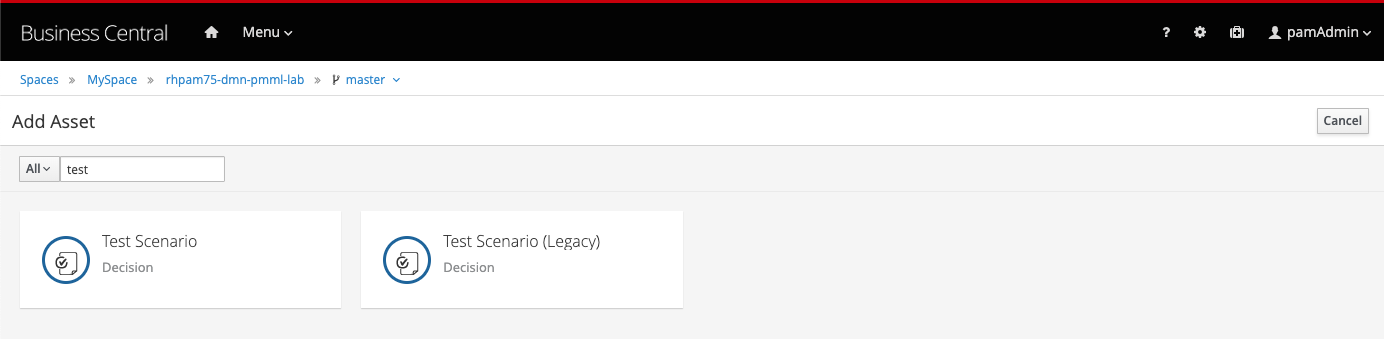 Business Central Menu ? pamAdmin
Spaces » MySpace » rhpam75-dmn-pmml-lab » master
Add Asset Cancel
All test
Test Scenario Test Scenario (Legacy)
Decision Decision